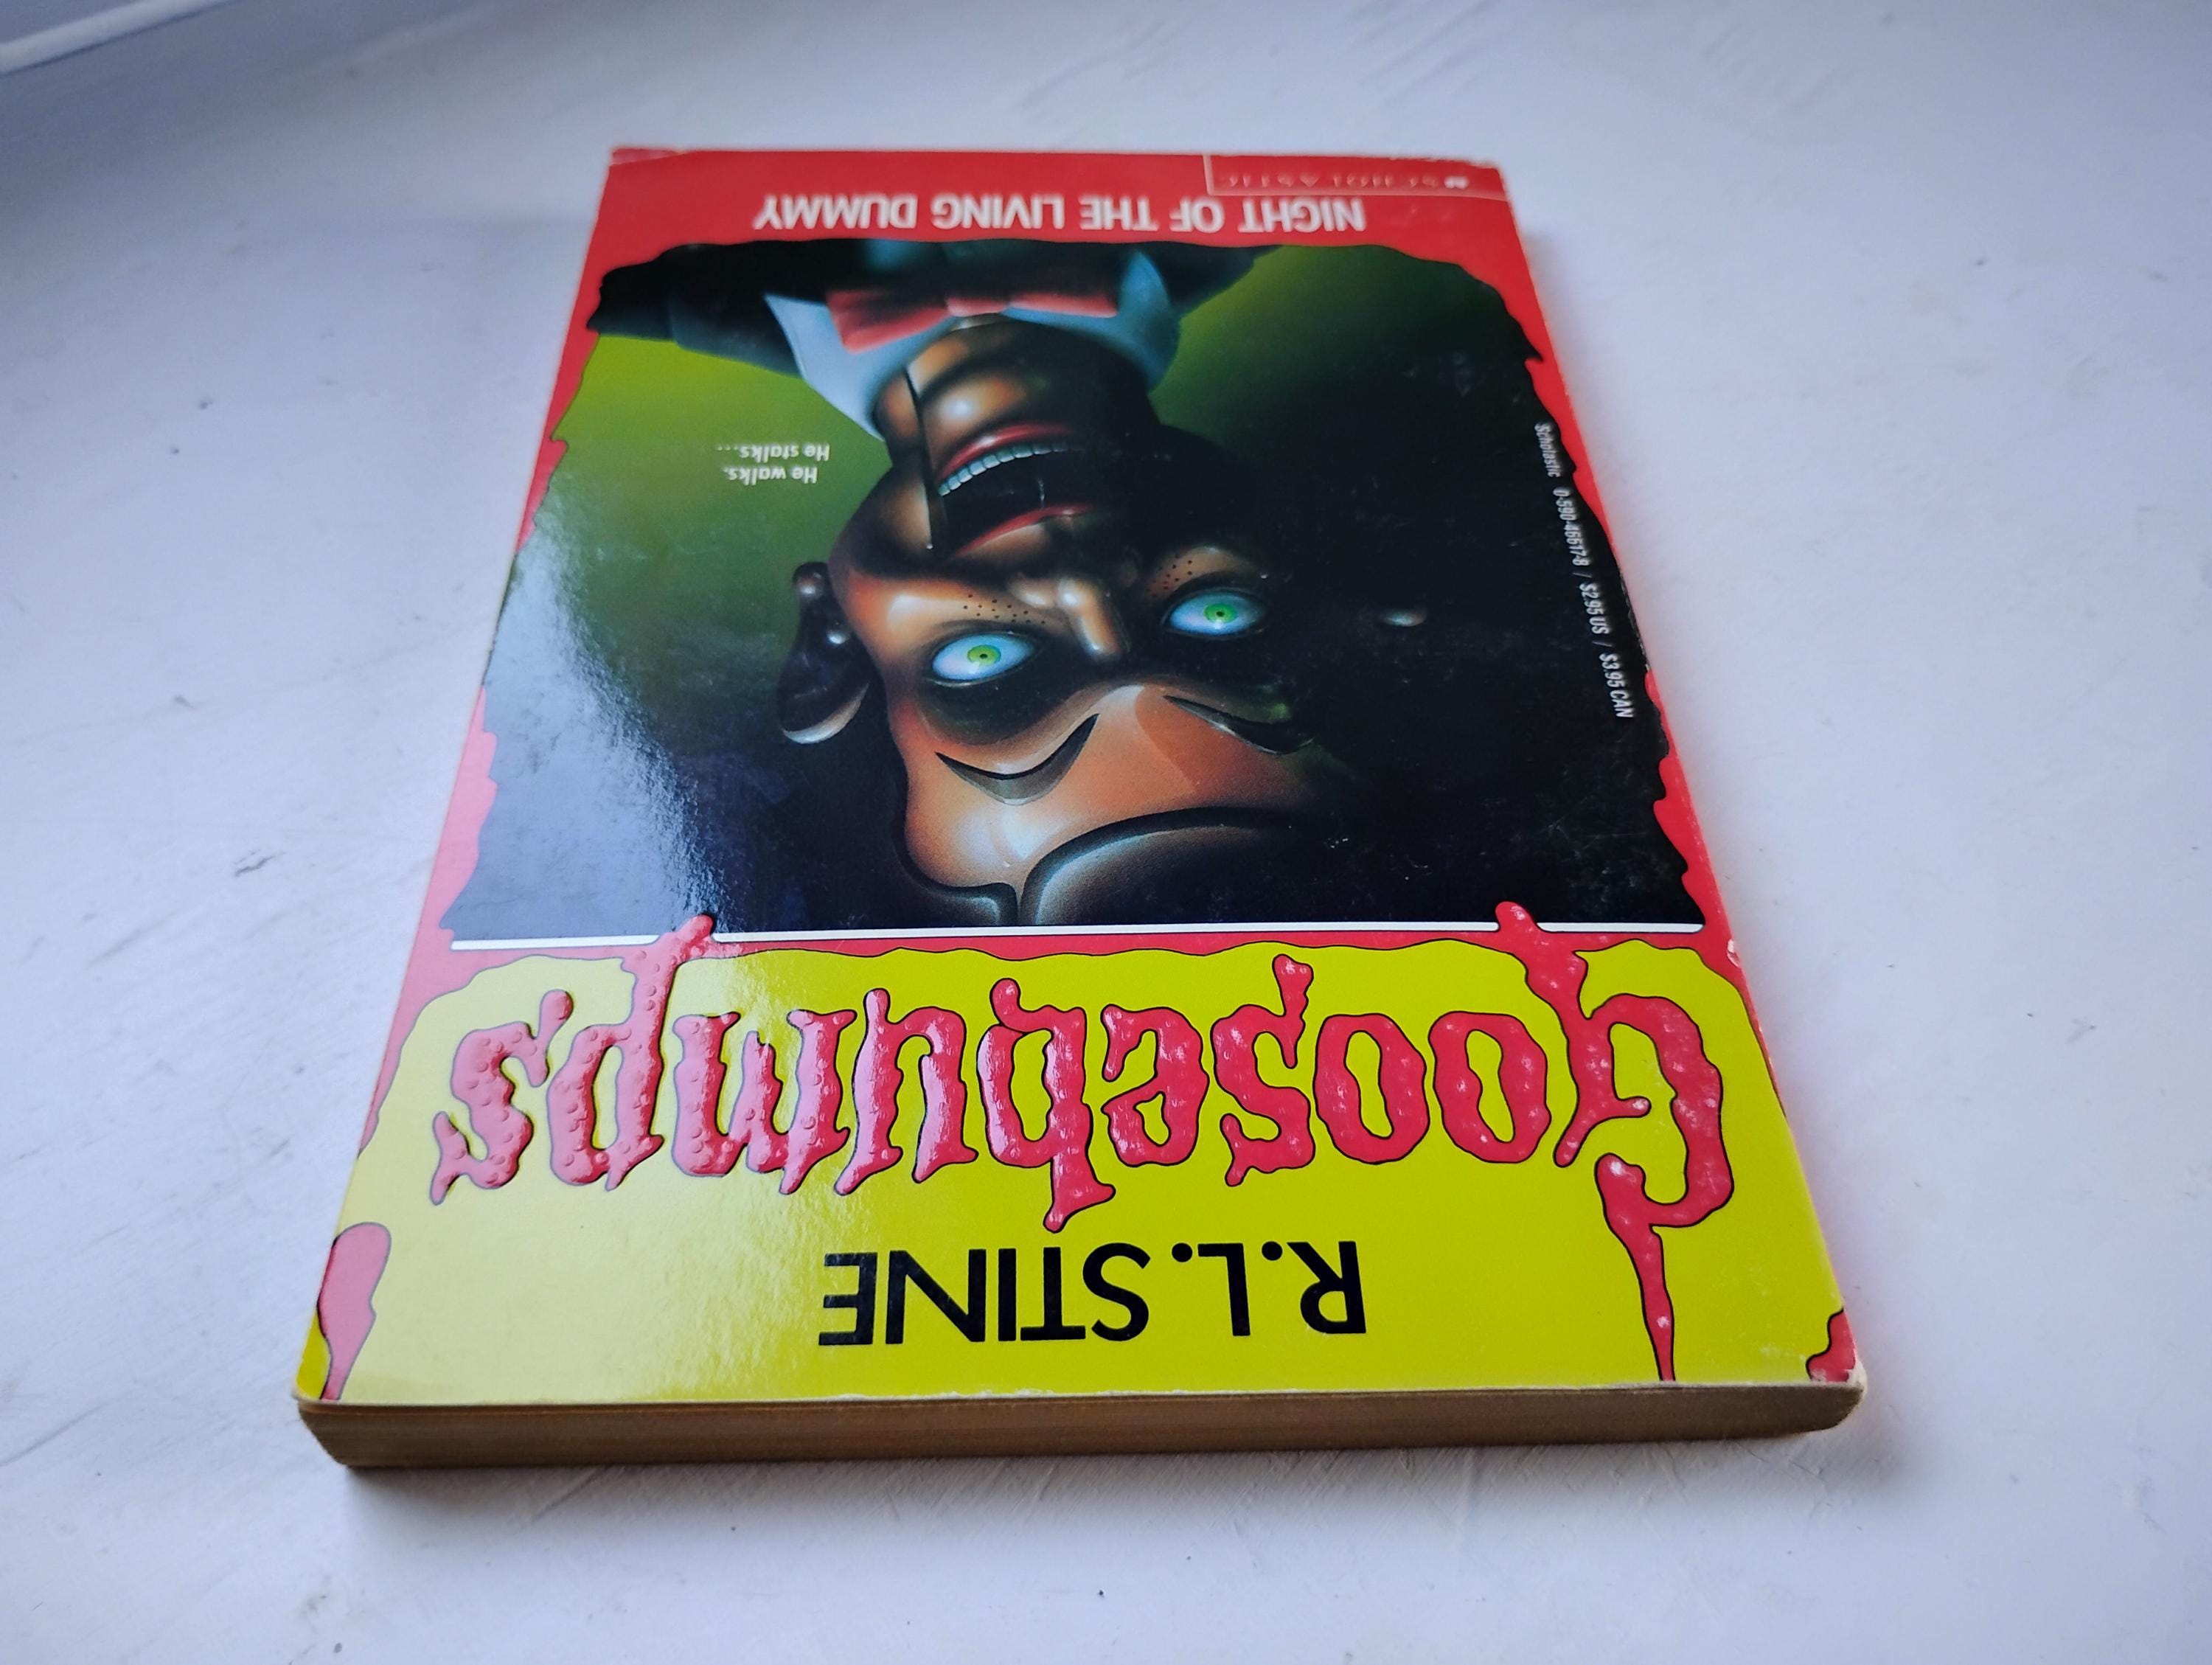 R.L. STINE
Goosebumps
Scholastic 0-590-46617-8 / $2.95 US / $3.95 CAN
He walks.
He stalks....
NIGHT OF THE LIVING DUMMY
SCHOLASTIC